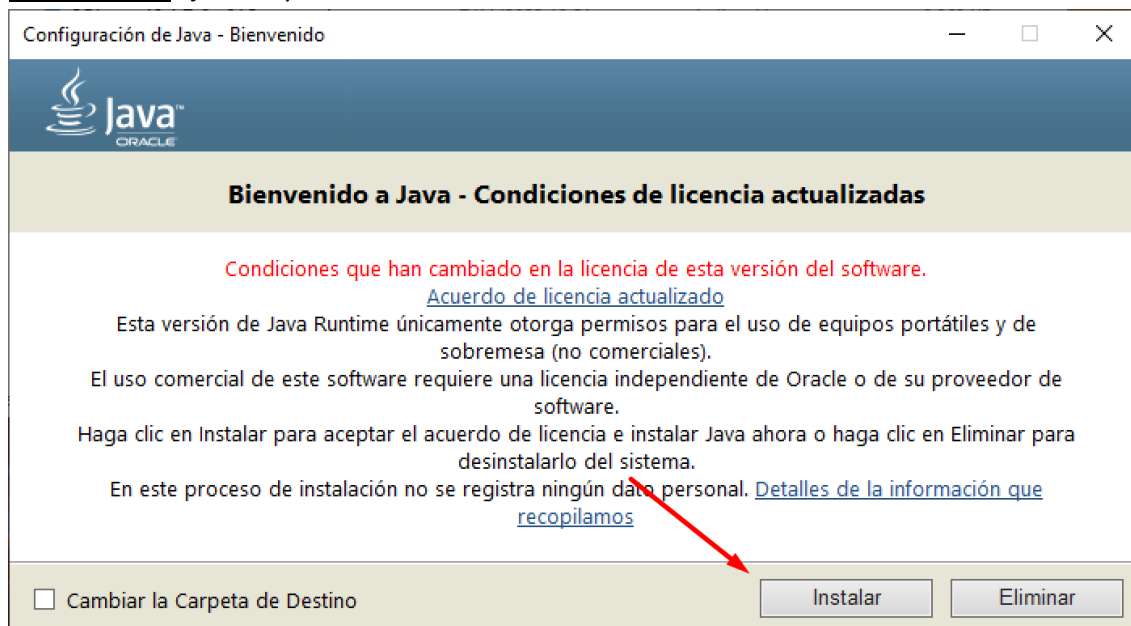 Configuración de Java - Bienvenido
Java™
ORACLE
Bienvenido a Java - Condiciones de licencia actualizadas
Condiciones que han cambiado en la licencia de esta versión del software.
Acuerdo de licencia actualizado
Esta versión de Java Runtime únicamente otorga permisos para el uso de equipos portátiles y de
sobremesa (no comerciales).
El uso comercial de este software requiere una licencia independiente de Oracle o de su proveedor de
software.
Haga clic en Instalar para aceptar el acuerdo de licencia e instalar Java ahora o haga clic en Eliminar para
desinstalarlo del sistema.
En este proceso de instalación no se registra ningún dato personal. Detalles de la información que
recopilamos
Cambiar la Carpeta de Destino
Instalar
Eliminar